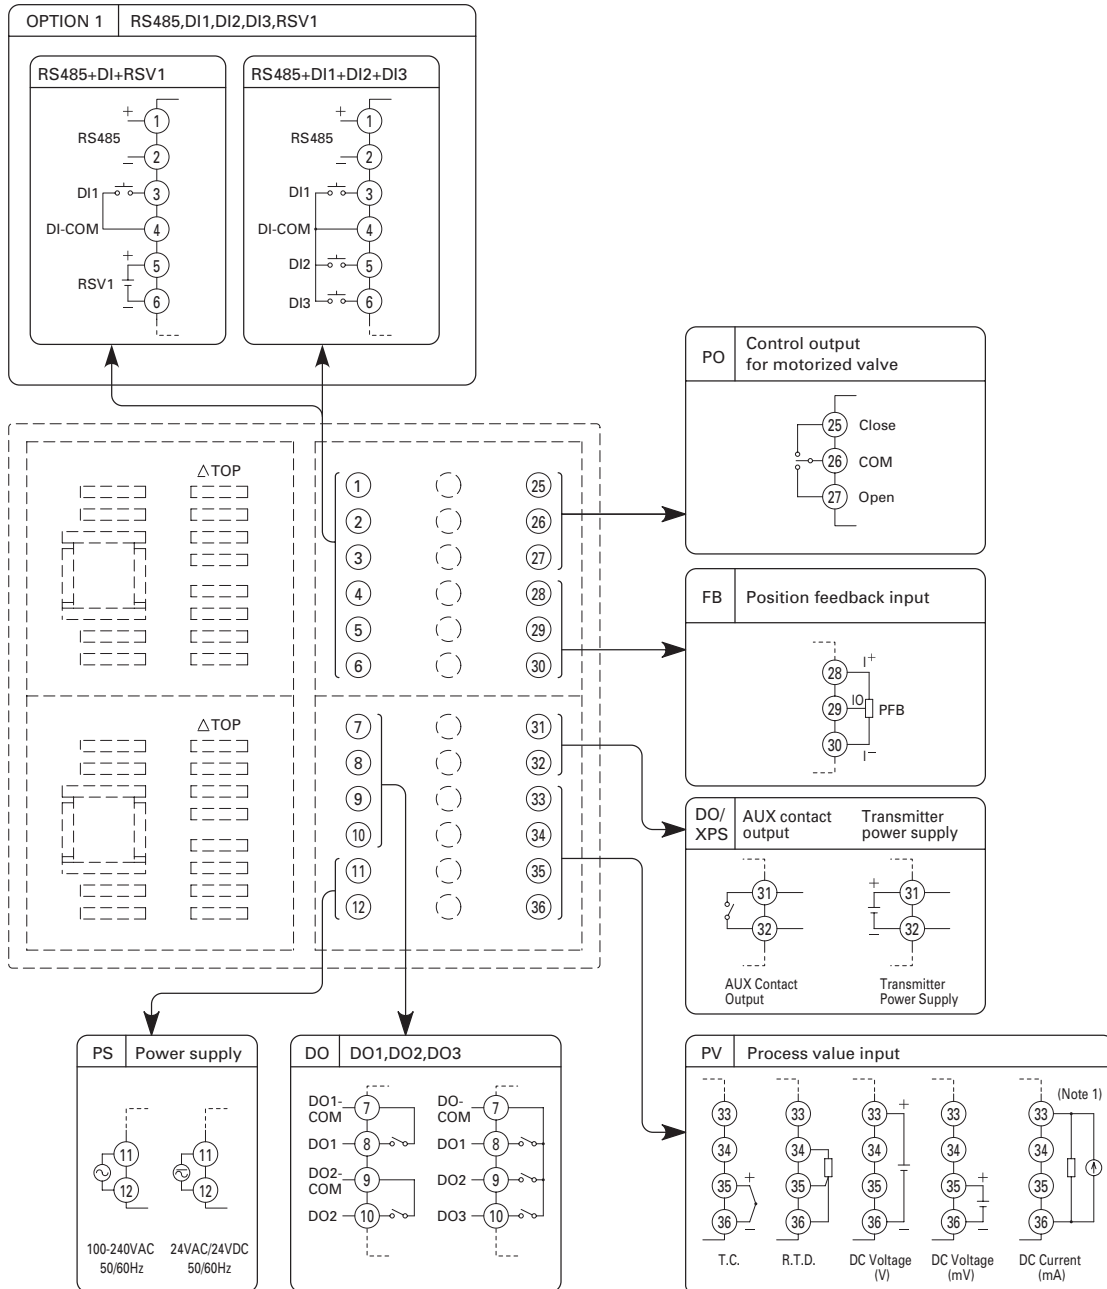 OPTION 1 RS485,DI1,DI2,DI3,RSV1
RS485+DI+RSV1
+
1
RS485
2
−
DI1
3
DI-COM
4
+
5
RSV1
6
−
RS485+DI1+DI2+DI3
+
1
RS485
2
−
DI1
3
DI-COM
4
DI2
5
DI3
6
PO Control output
for motorized valve
25 Close
26 COM
27 Open
△TOP
1 25
2 26
3 27
4 28
5 29
6 30
△TOP
7 31
8 32
9 33
10 34
11 35
12 36
FB Position feedback input
28 I+
29 I0 PFB
30 I−
DO/
XPS
AUX contact
output
Transmitter
power supply
31
32
+
31
32
−
AUX Contact
Output
Transmitter
Power Supply
PS Power supply
11
12
11
12
100-240VAC
50/60Hz
24VAC/24VDC
50/60Hz
DO DO1,DO2,DO3
DO1-
COM
7
DO1 8
DO2-
COM
9
DO2 10
DO-
COM
7
DO1 8
DO2 9
DO3 10
PV Process value input
(Note 1)
33
34
35 +
36 −
T.C.
33
34
35
36
R.T.D.
33 +
34
35
36 −
DC Voltage
(V)
33
34
35 +
36 −
DC Voltage
(mV)
33
34
35
36
A
DC Current
(mA)